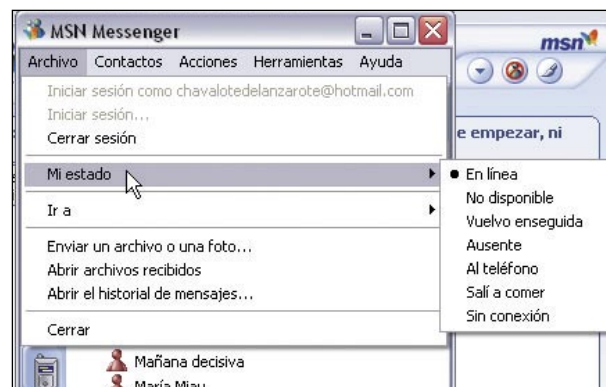 MSN Messenger
msn
Archivo Contactos Acciones Herramientas Ayuda
Iniciar sesión como chavalotedelanzarote@hotmail.com
Iniciar sesión...
Cerrar sesión
e empezar, ni
Mi estado
Ir a
Enviar un archivo o una foto...
Abrir archivos recibidos
Abrir el historial de mensajes...
Cerrar
En línea
No disponible
Vuelvo enseguida
Ausente
Al teléfono
Salí a comer
Sin conexión
Mañana decisiva
María Miau